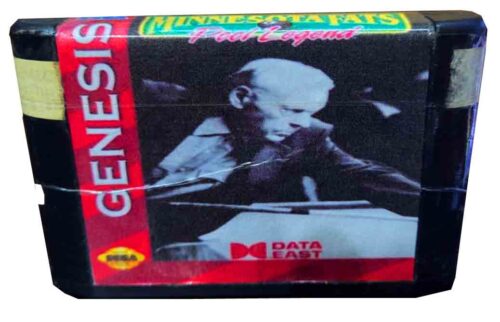 MINNESOTA FATS
Pool Legend
GENESIS
DATA
EAST
SEGA